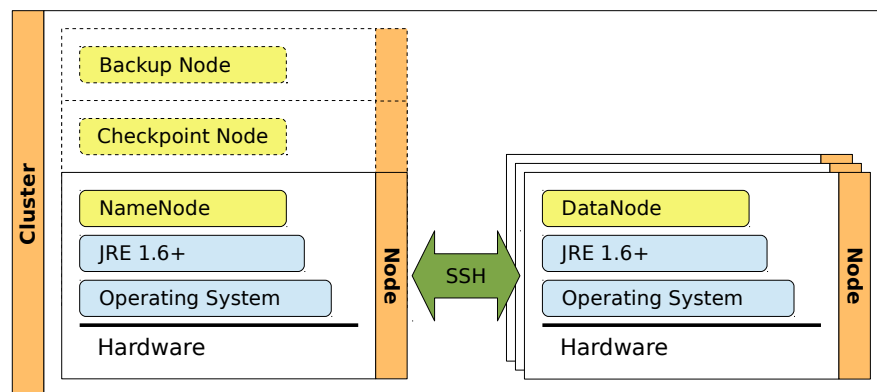 Cluster
Backup Node
Checkpoint Node
NameNode
JRE 1.6+
Operating System
Hardware
Node
SSH
DataNode
JRE 1.6+
Operating System
Hardware
Node